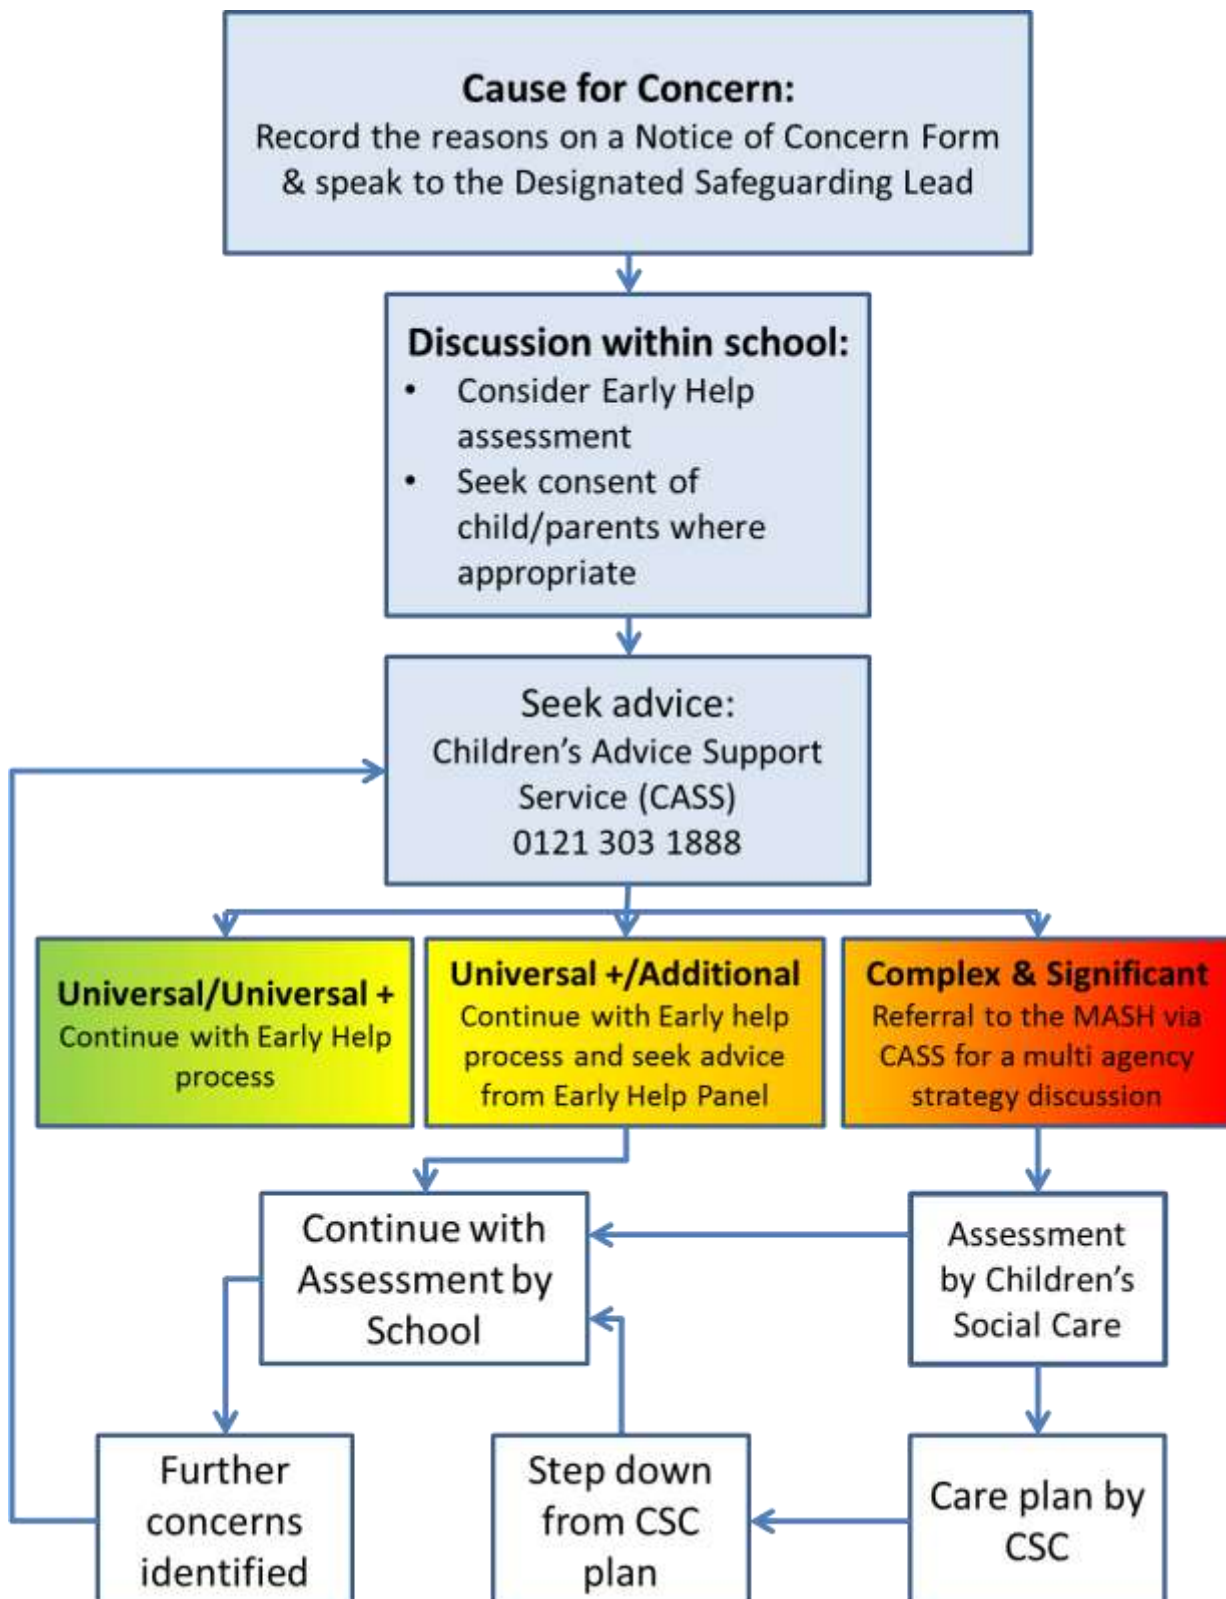 Cause for Concern:
Record the reasons on a Notice of Concern Form
& speak to the Designated Safeguarding Lead
Discussion within school:
• Consider Early Help
assessment
• Seek consent of
child/parents where
appropriate
Seek advice:
Children's Advice Support
Service (CASS)
0121 303 1888
Universal/Universal +
Continue with Early Help
process
Universal +/Additional
Continue with Early help
process and seek advice
from Early Help Panel
Complex & Significant
Referral to the MASH via
CASS for a multi agency
strategy discussion
Continue with
Assessment by
School
Assessment
by Children's
Social Care
Further
concerns
identified
Step down
from CSC
plan
Care plan by
CSC